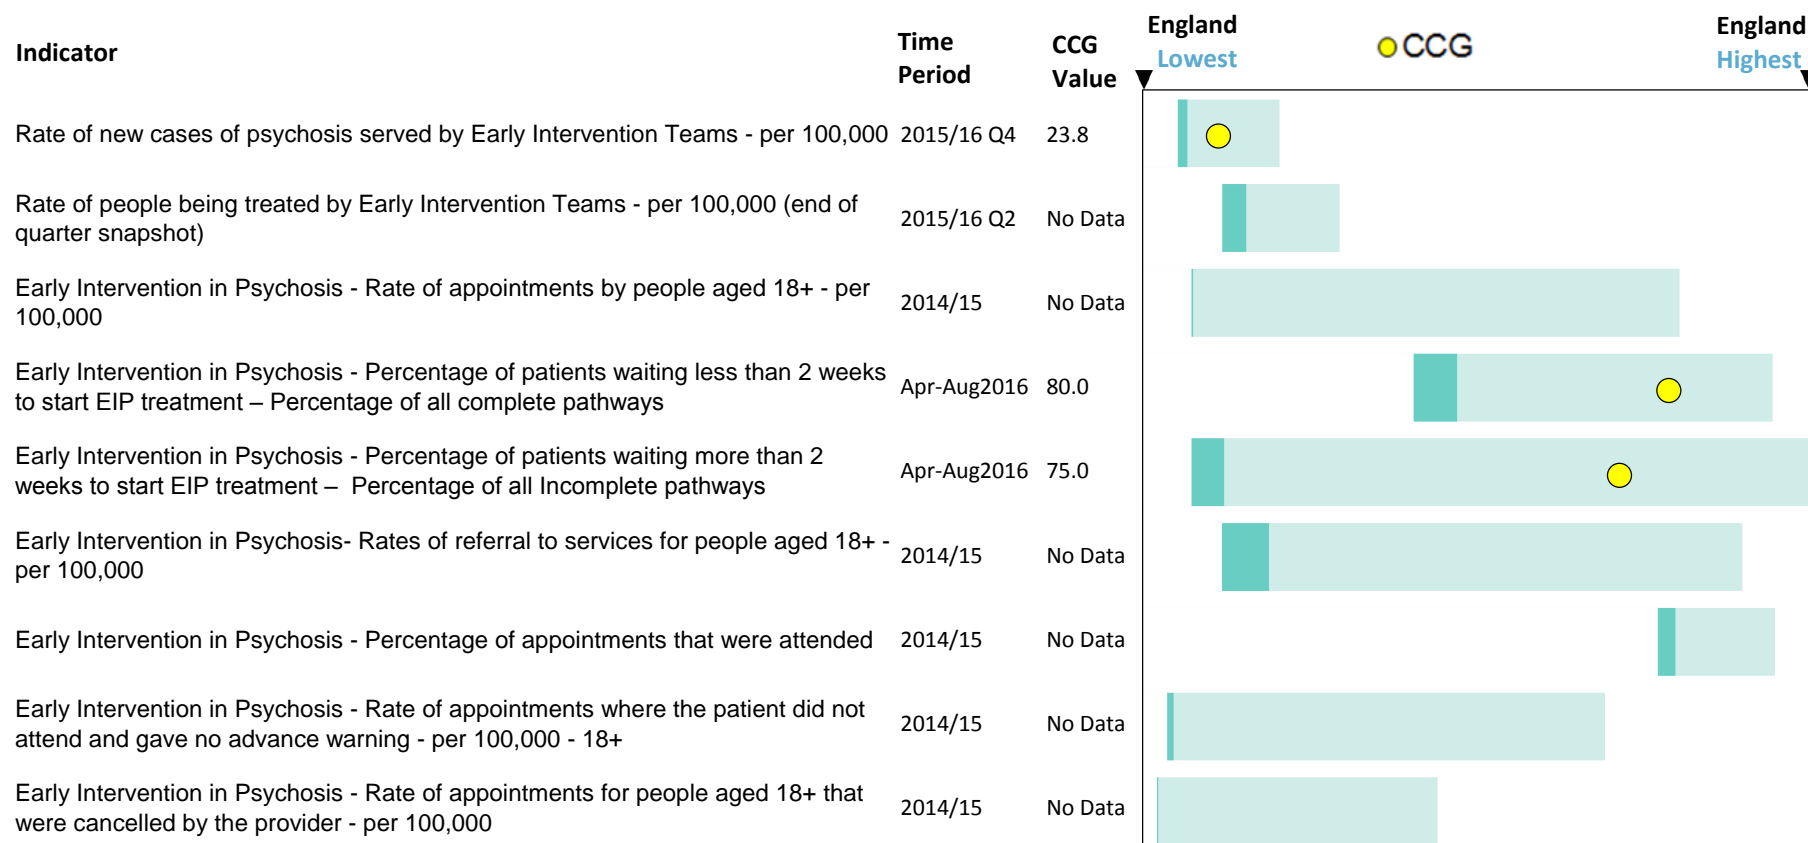 Indicator
Time Period
CCG Value
England Lowest
CCG
England Highest
Rate of new cases of psychosis served by Early Intervention Teams - per 100,000 2015/16 Q4 23.8
Rate of people being treated by Early Intervention Teams - per 100,000 (end of
quarter snapshot)
2015/16 Q2 No Data
Early Intervention in Psychosis - Rate of appointments by people aged 18+ - per
100,000
2014/15 No Data
Early Intervention in Psychosis - Percentage of patients waiting less than 2 weeks
to start EIP treatment – Percentage of all complete pathways
Apr-Aug2016 80.0
Early Intervention in Psychosis - Percentage of patients waiting more than 2
weeks to start EIP treatment – Percentage of all Incomplete pathways
Apr-Aug2016 75.0
Early Intervention in Psychosis- Rates of referral to services for people aged 18+ -
per 100,000
2014/15 No Data
Early Intervention in Psychosis - Percentage of appointments that were attended 2014/15 No Data
Early Intervention in Psychosis - Rate of appointments where the patient did not
attend and gave no advance warning - per 100,000 - 18+
2014/15 No Data
Early Intervention in Psychosis - Rate of appointments for people aged 18+ that
were cancelled by the provider - per 100,000
2014/15 No Data